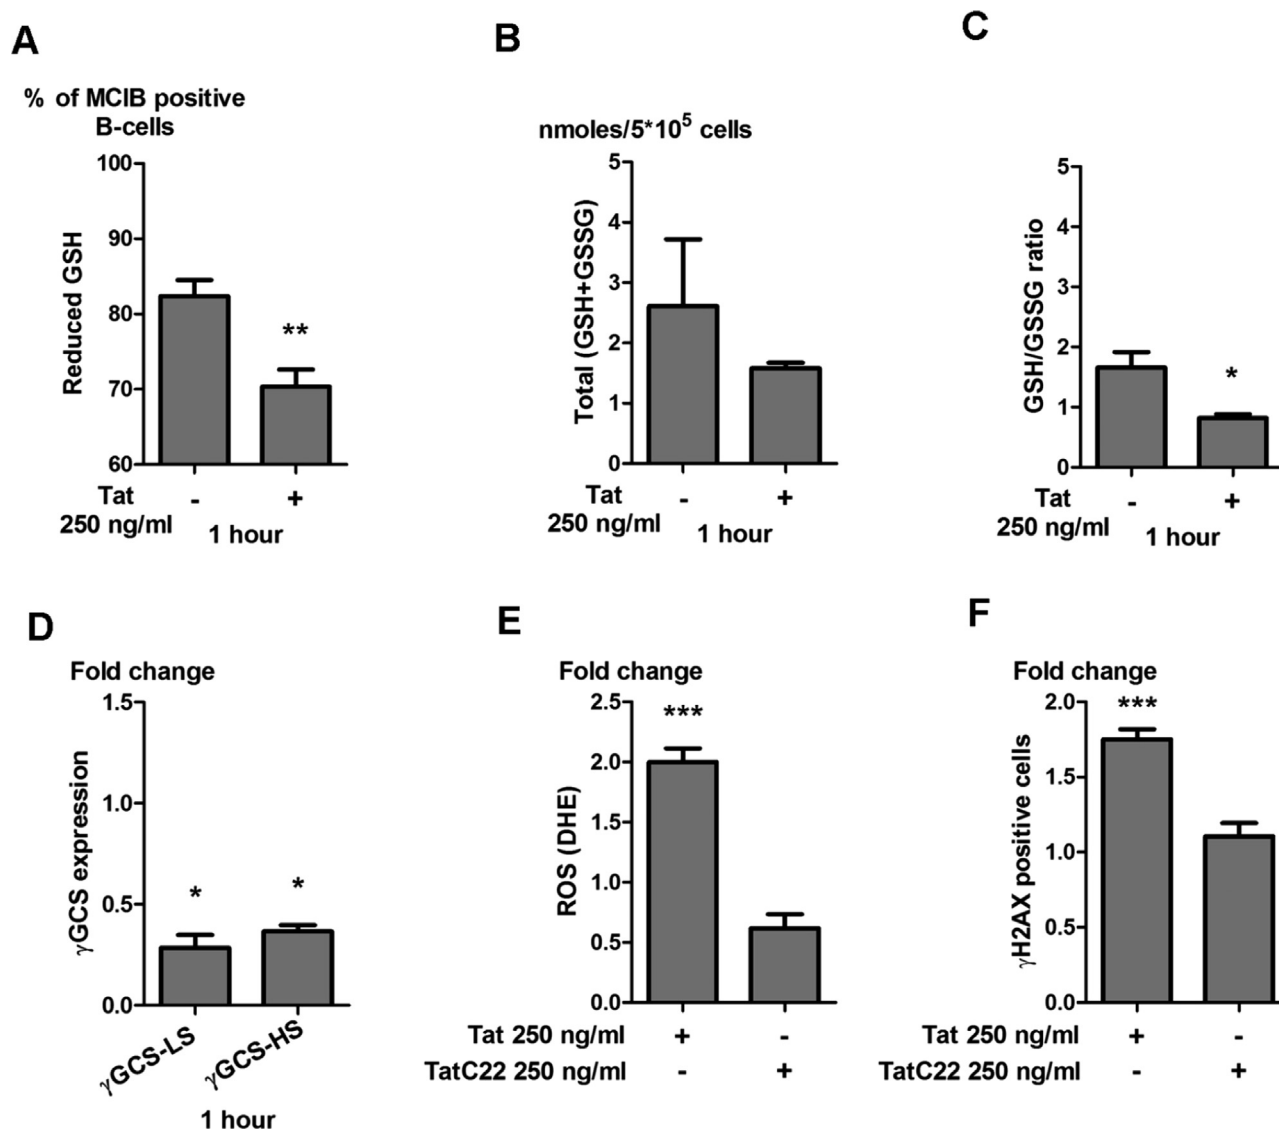 A
% of MCIB positive
B-cells
Reduced GSH
100
90
80
70
60
**
Tat - +
250 ng/ml
1 hour
B
nmoles/5*10⁵ cells
Total (GSH+GSSG)
5
4
3
2
1
0
Tat - +
250 ng/ml
1 hour
C
GSH/GSSG ratio
5
4
3
2
1
0
*
Tat - +
250 ng/ml
1 hour
D
Fold change
γGCS expression
1.5
1.0
0.5
0.0
* *
γGCS-LS γGCS-HS
1 hour
E
Fold change
ROS (DHE)
2.5
2.0
1.5
1.0
0.5
0.0
***
Tat 250 ng/ml + -
TatC22 250 ng/ml - +
F
Fold change
γH2AX positive cells
2.0
1.5
1.0
0.5
0.0
***
Tat 250 ng/ml + -
TatC22 250 ng/ml - +